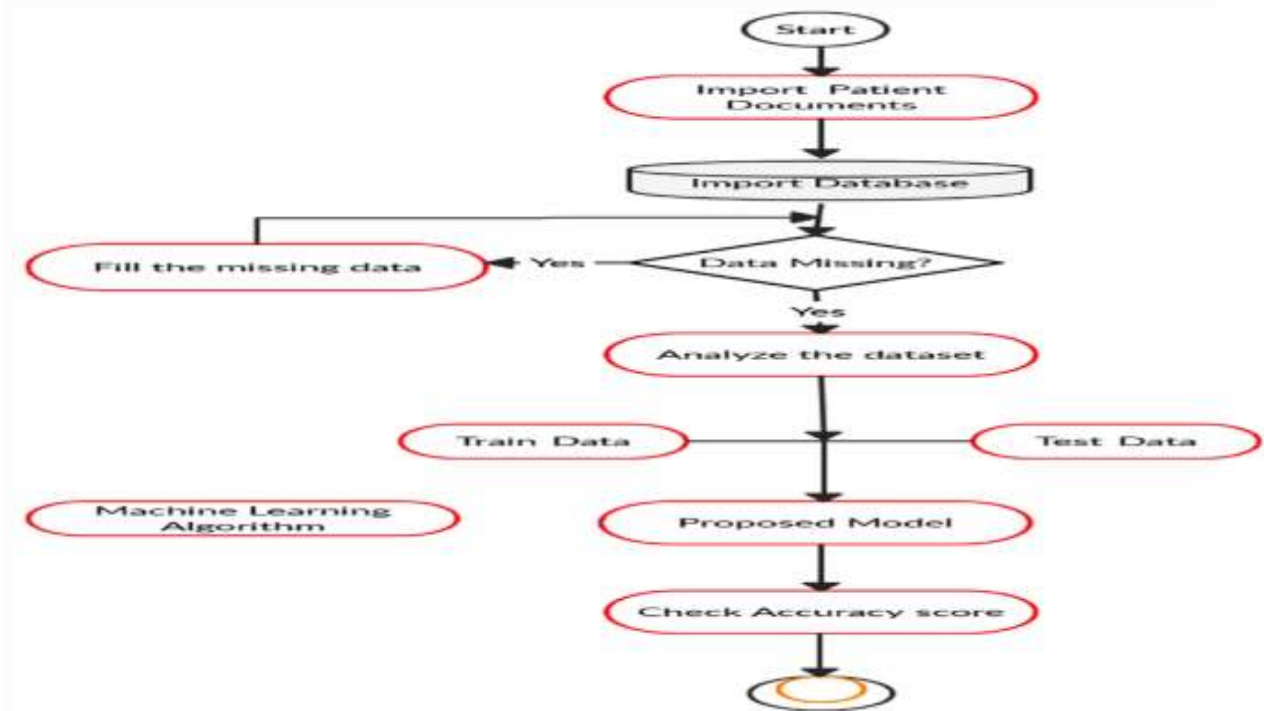 Start
Import Patient
Documents
Import Database
Fill the missing data
Yes
Data Missing?
Yes
Analyze the dataset
Train Data
Test Data
Machine Learning
Algorithm
Proposed Model
Check Accuracy score